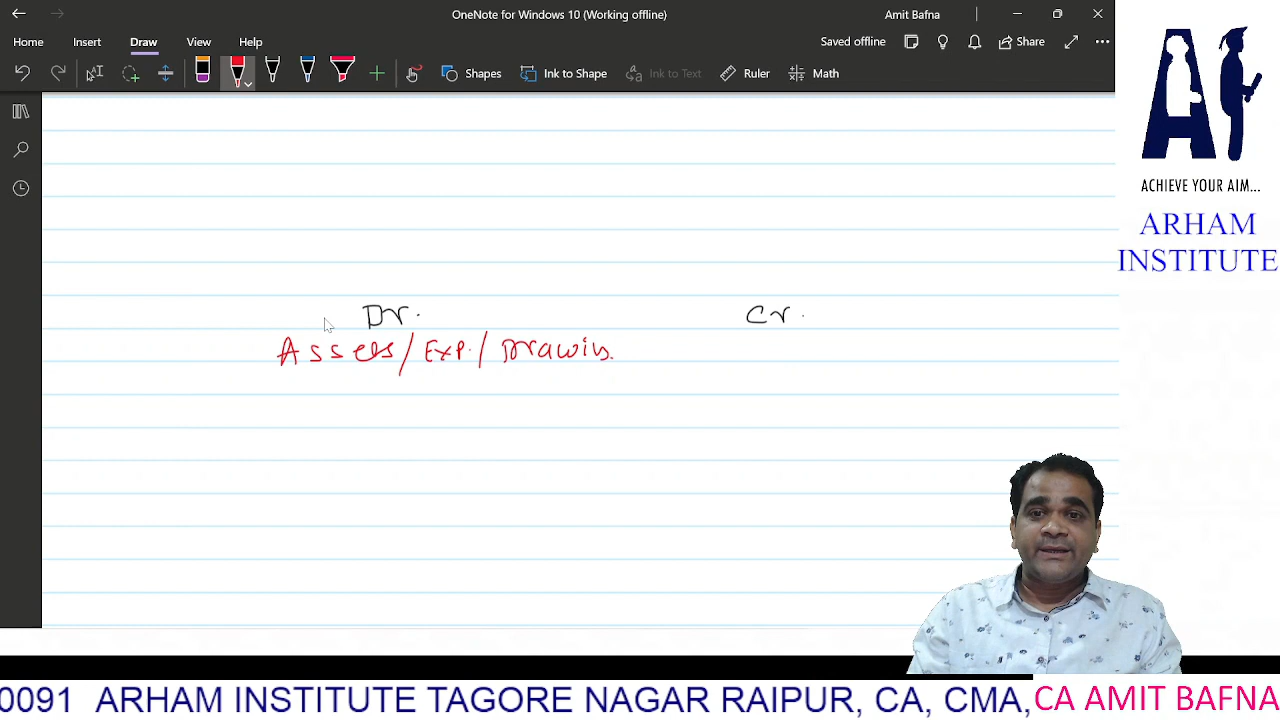 OneNote for Windows 10 (Working offline)
Amit Bafna
Home Insert Draw View Help
Saved offline
Share
Shapes
Ink to Shape
Ink to Text
Ruler
Math
AI
ACHIEVE YOUR AIM...
ARHAM
INSTITUTE
Dr. Cr.
Assets/Exp./Drawin.
0091 ARHAM INSTITUTE TAGORE NAGAR RAIPUR, CA, CMA,
CA AMIT BAFNA